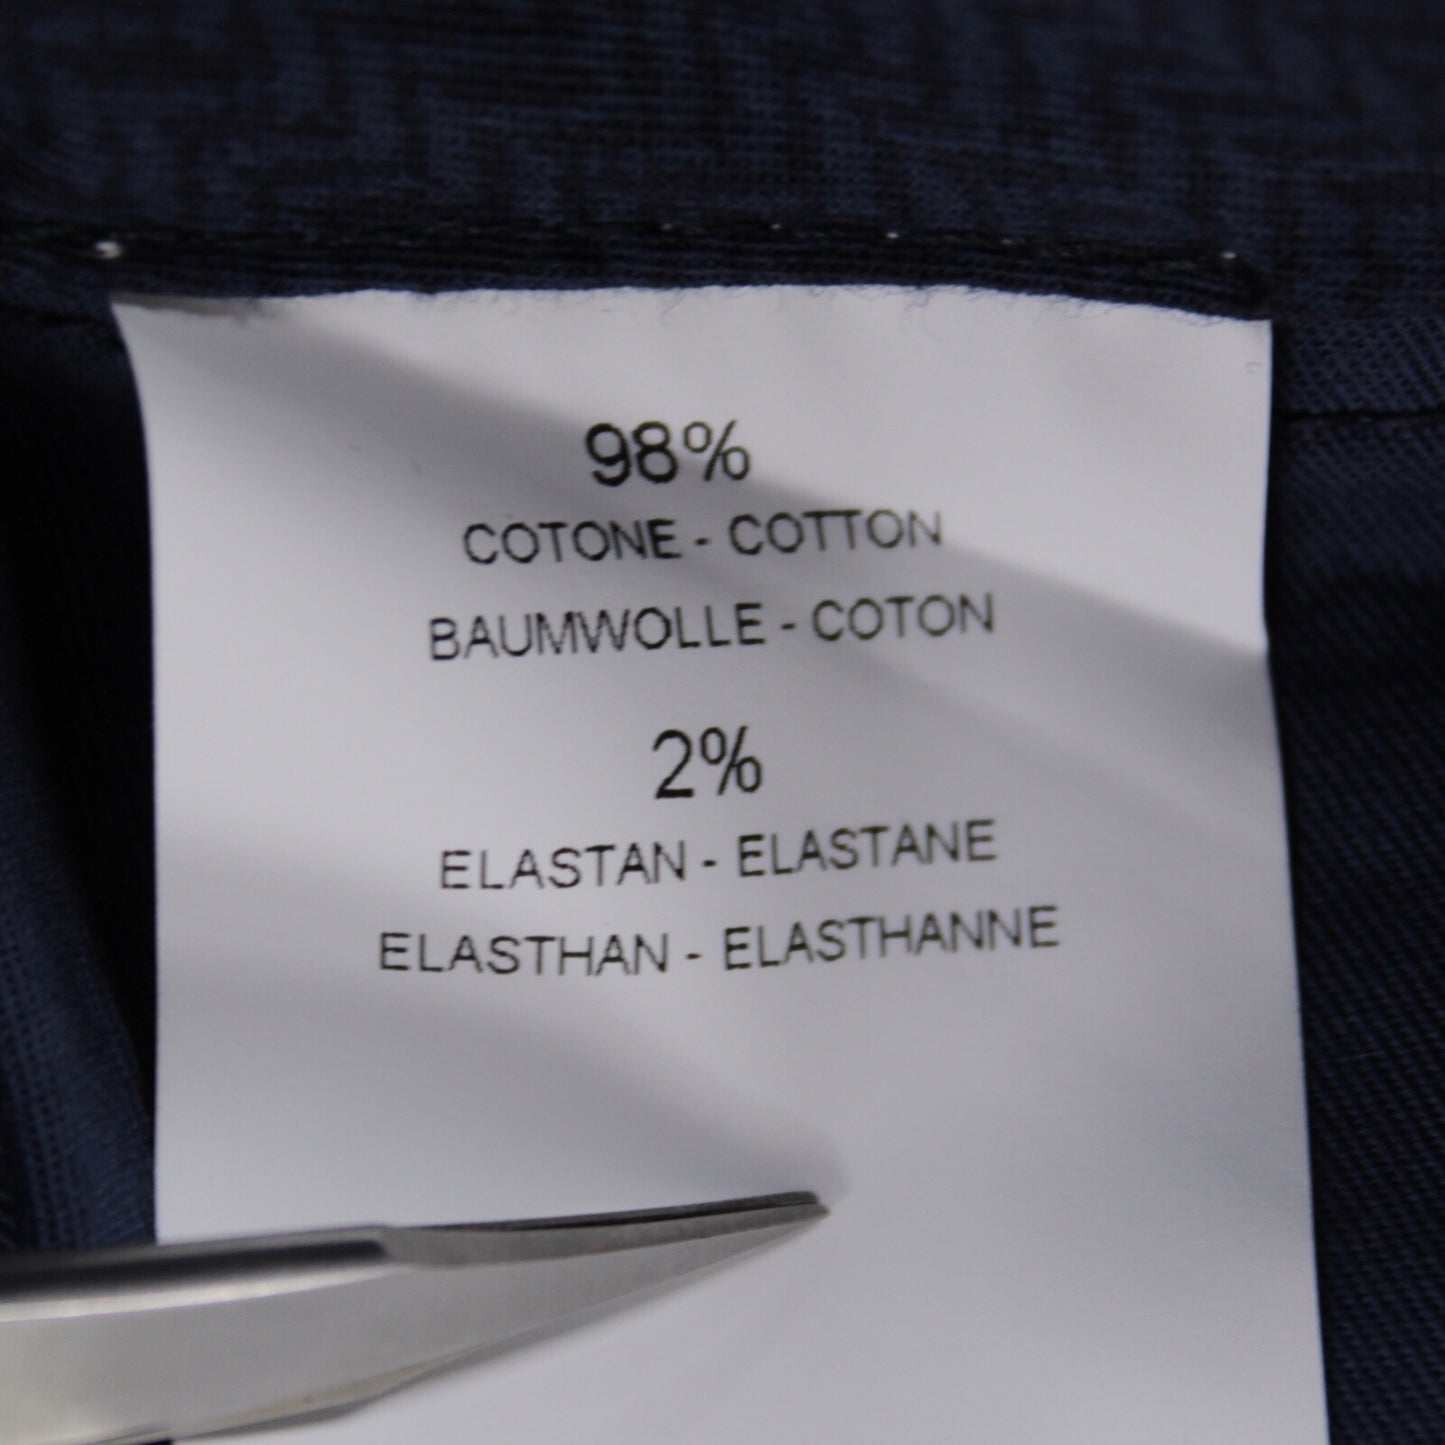 98%
COTONE - COTTON
BAUMWOLLE - COTON
2%
ELASTAN - ELASTANE
ELASTHAN - ELASTHANNE